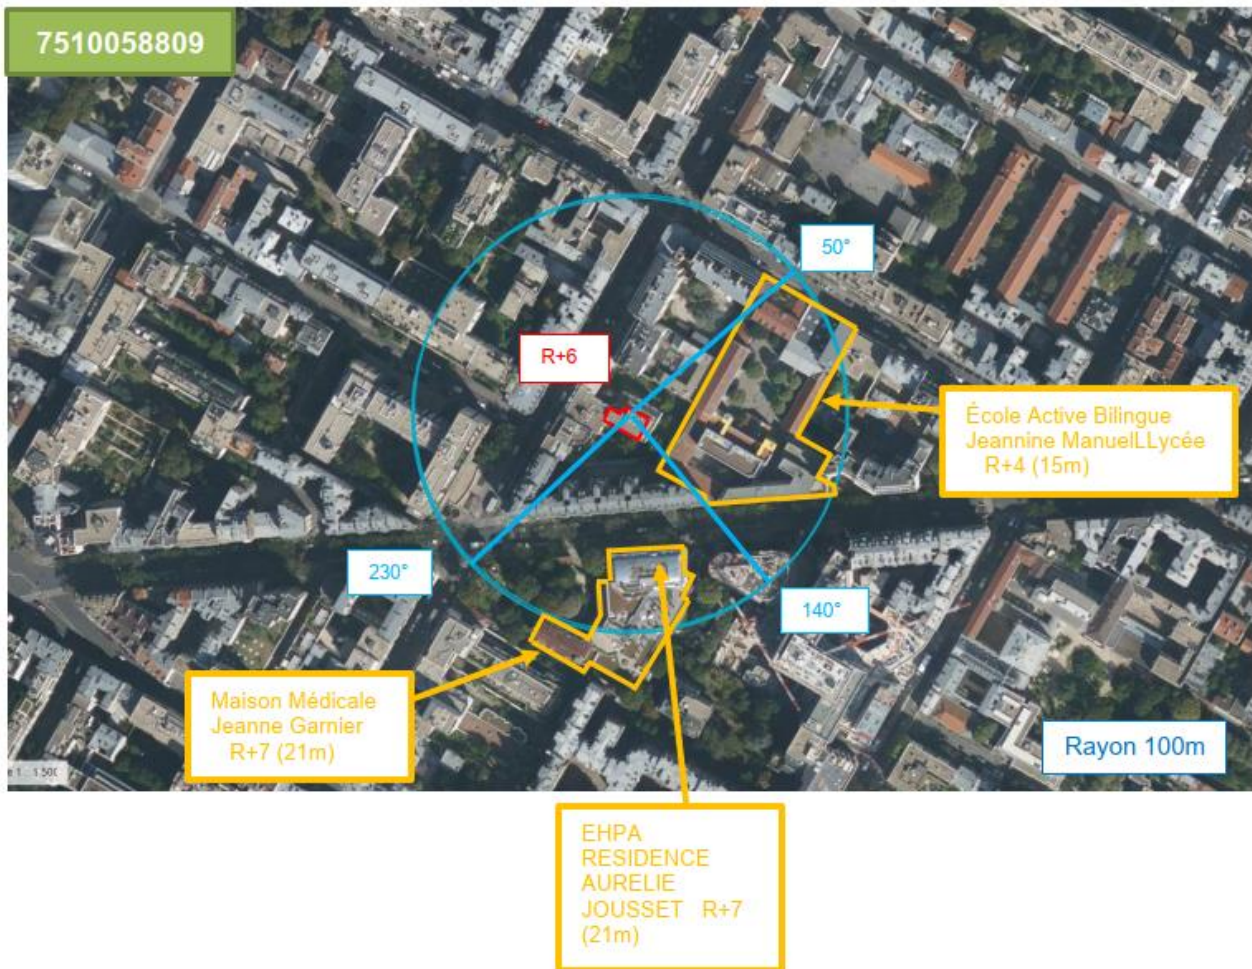 7510058809
50°
R+6
École Active Bilingue
Jeannine ManuelLLycée
R+4 (15m)
230°
140°
Maison Médicale
Jeanne Garnier
R+7 (21m)
Rayon 100m
EHPA
RESIDENCE
AURELIE
JOUSSET R+7
(21m)